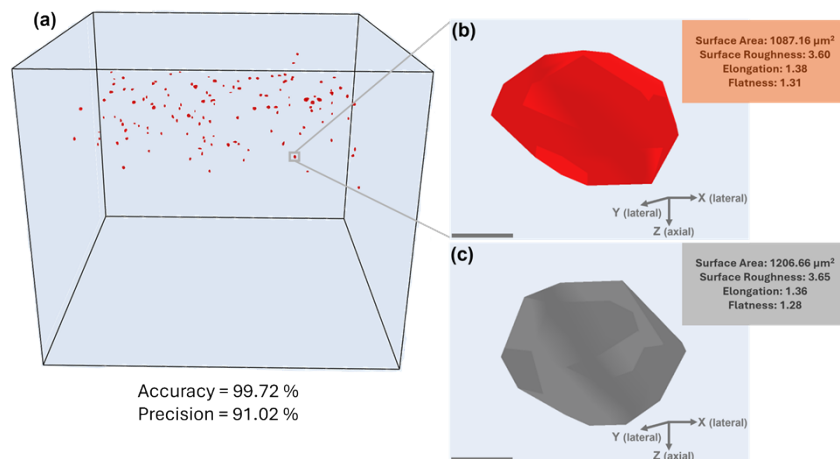 (a)
Accuracy = 99.72 %
Precision = 91.02 %
(b)
Surface Area: 1087.16 µm²
Surface Roughness: 3.60
Elongation: 1.38
Flatness: 1.31
X (lateral)
Y (lateral)
Z (axial)
(c)
Surface Area: 1206.66 µm²
Surface Roughness: 3.65
Elongation: 1.36
Flatness: 1.28
X (lateral)
Y (lateral)
Z (axial)